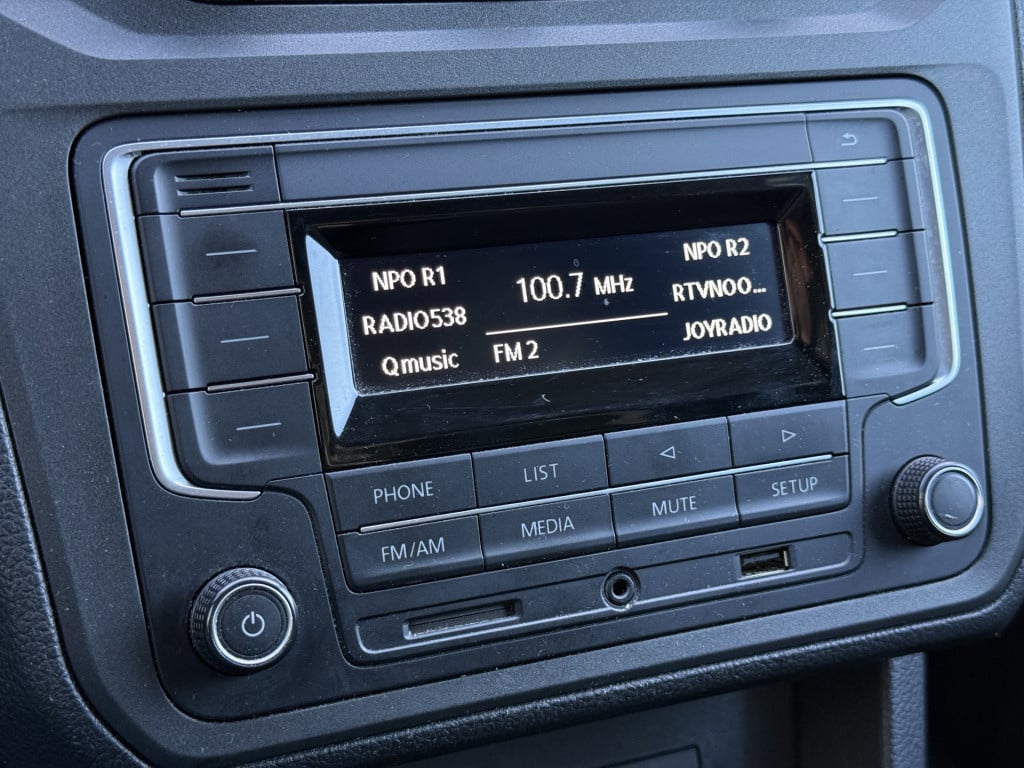 NPO R1
RADIO538
Qmusic
100.7 MHz
FM 2
NPO R2
RTVNOO...
JOYRADIO
PHONE
LIST
FM/AM
MEDIA
MUTE
SETUP